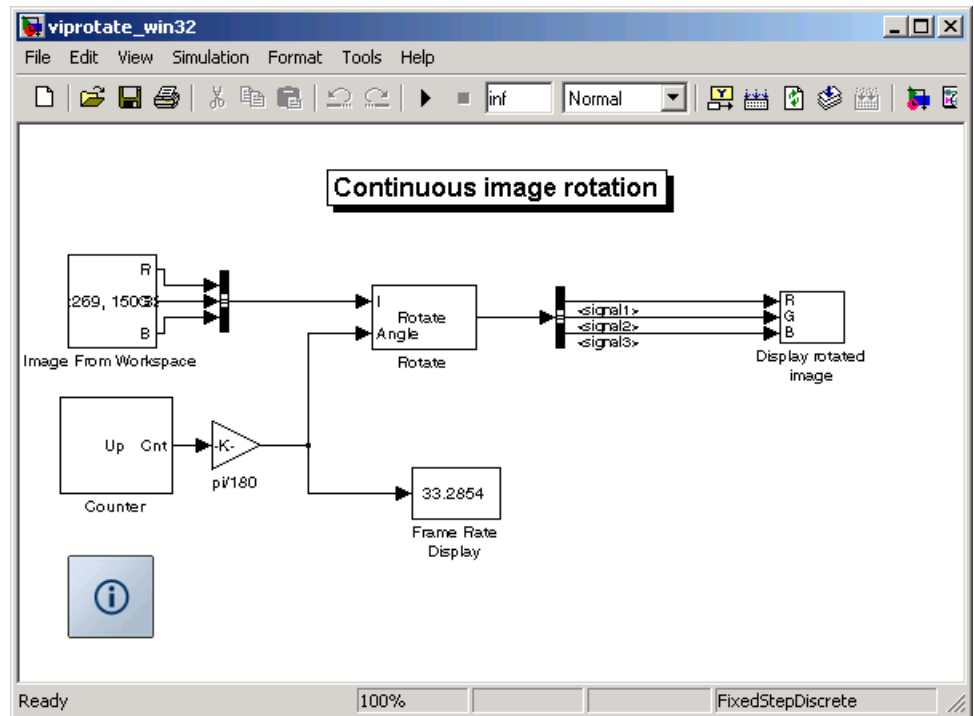 viprotate_win32
File Edit View Simulation Format Tools Help
inf Normal
Continuous image rotation
R
G
B
Image From Workspace
I
Rotate
Angle
Rotate
<signal1>
<signal2>
<signal3>
R
G
B
Display rotated
image
Up Cnt
Counter
-K-
pi/180
33.2854
Frame Rate
Display
Ready 100% FixedStepDiscrete